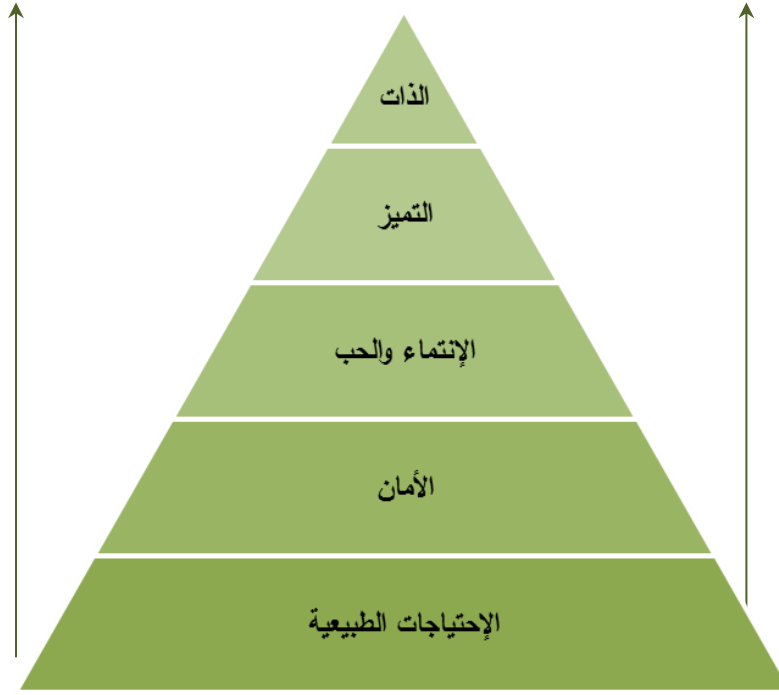 الذات
التميز
الإنتماء والحب
الأمان
الإحتياجات الطبيعية